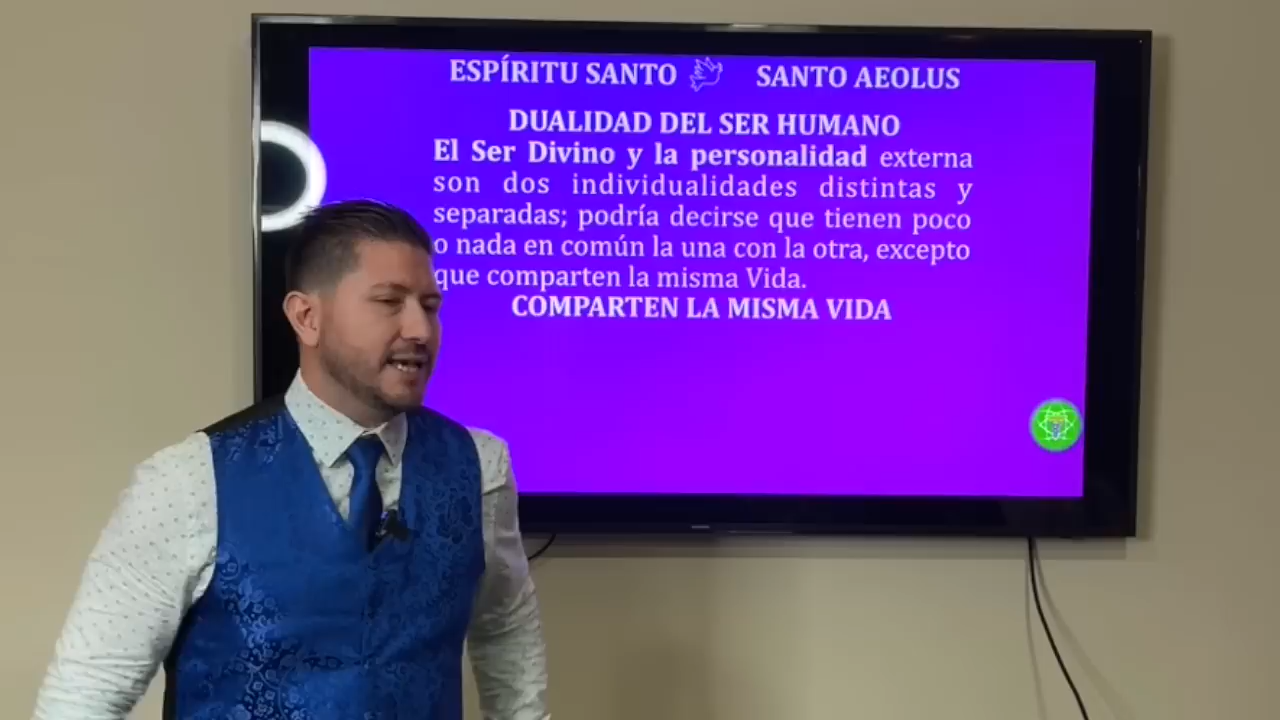 ESPÍRITU SANTO SANTO AEOLUS
DUALIDAD DEL SER HUMANO
El Ser Divino y la personalidad externa
son dos individualidades distintas y
separadas; podría decirse que tienen poco
o nada en común la una con la otra, excepto
que comparten la misma Vida.
COMPARTEN LA MISMA VIDA